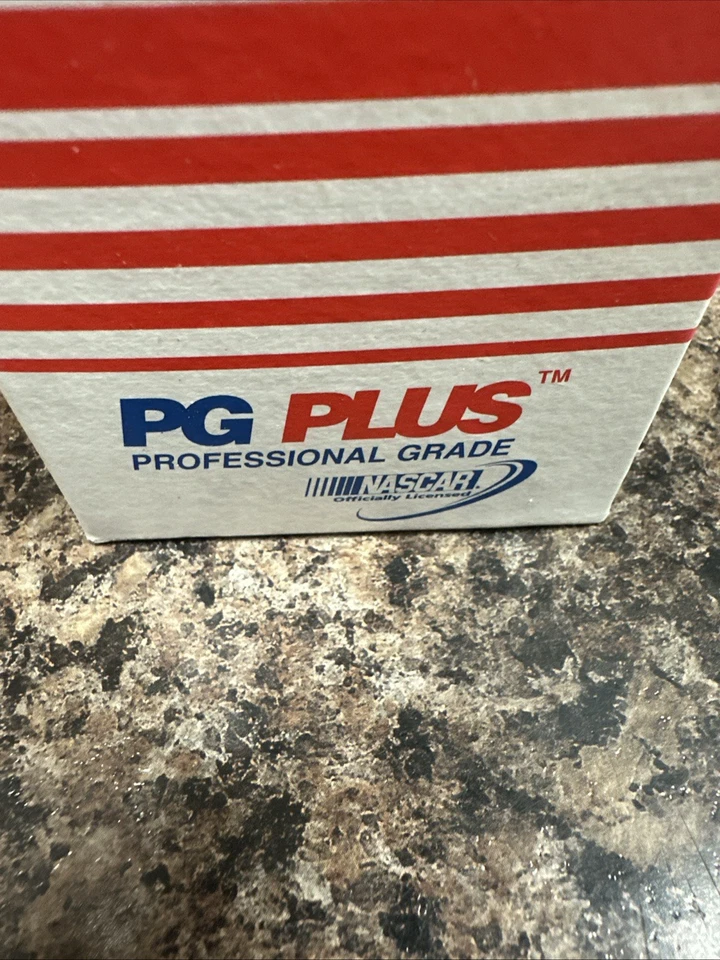 PG PLUS™
PROFESSIONAL GRADE
NASCAR.
Officially Licensed